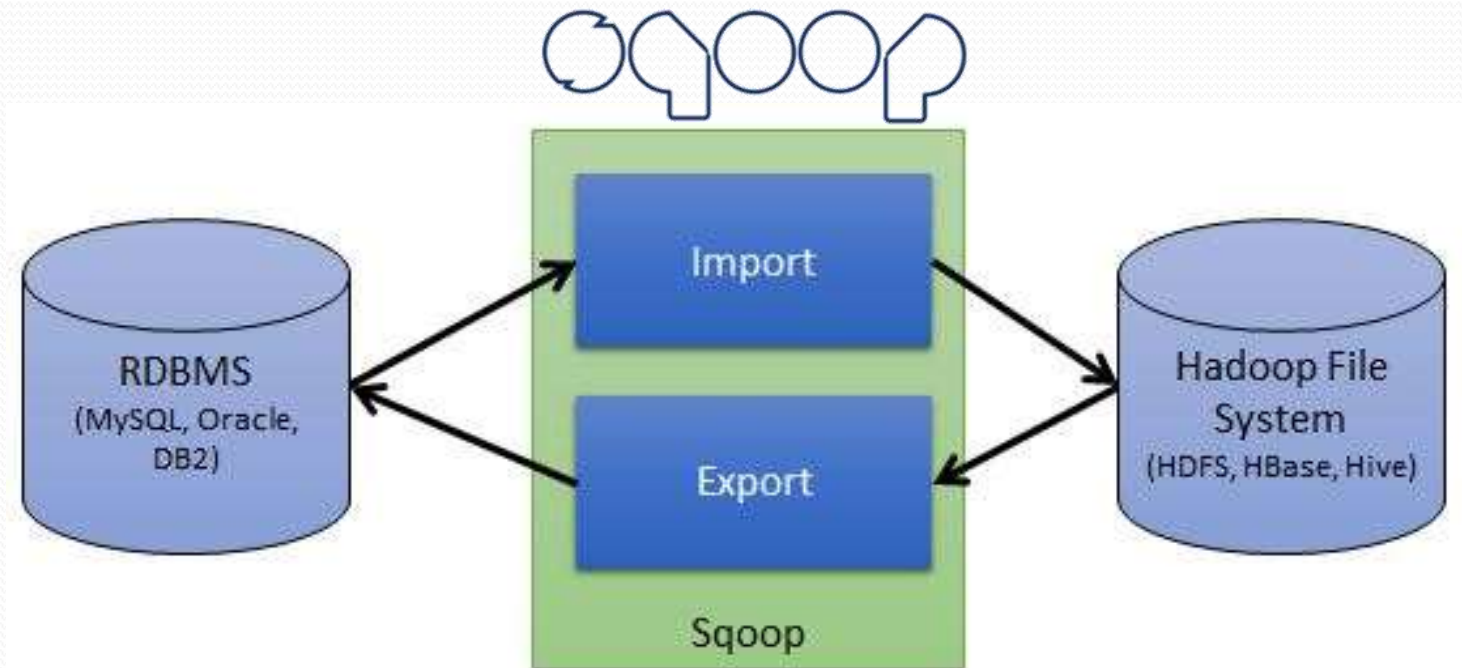 sqoop
Import
RDBMS
(MySQL, Oracle,
DB2)
Export
Hadoop File
System
(HDFS, HBase, Hive)
Sqoop